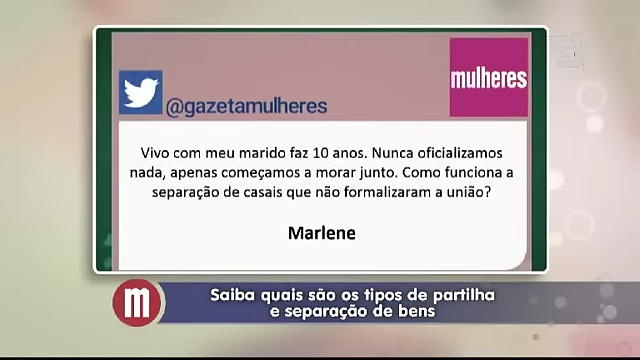 mulheres
@gazetamulheres
Vivo com meu marido faz 10 anos. Nunca oficializamos
nada, apenas começamos a morar junto. Como funciona a
separação de casais que não formalizaram a união?
Marlene
m
Saiba quais são os tipos de partilha
e separação de bens